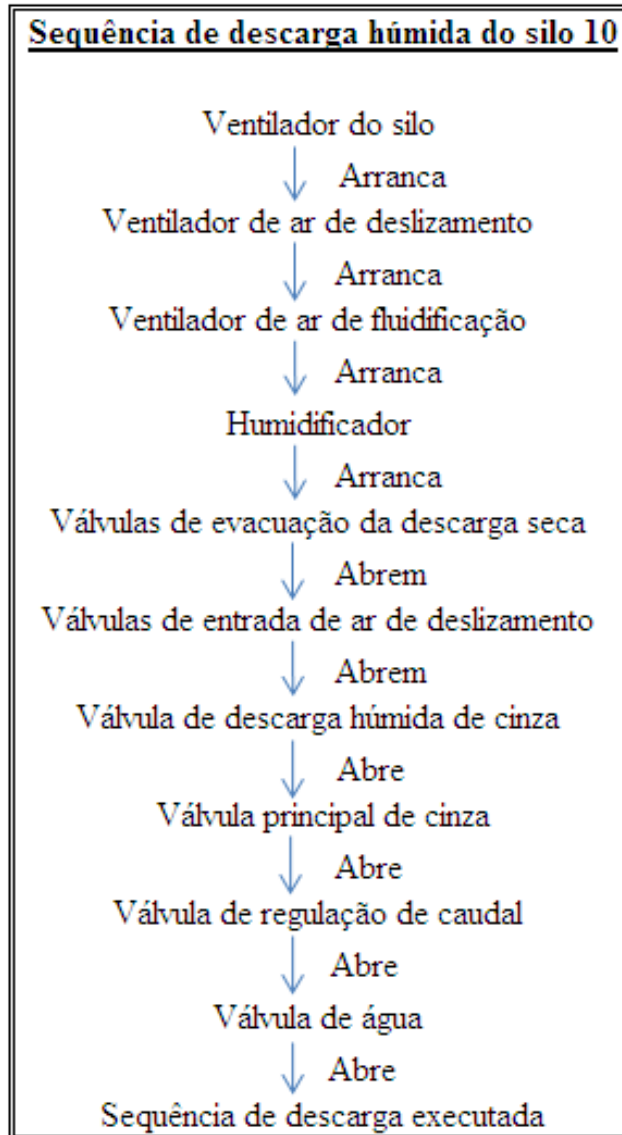 Sequência de descarga húmida do silo 10
Ventilador do silo
Arranca
Ventilador de ar de deslizamento
Arranca
Ventilador de ar de fluidificação
Arranca
Humidificador
Arranca
Válvulas de evacuação da descarga seca
Abrem
Válvulas de entrada de ar de deslizamento
Abrem
Válvula de descarga húmida de cinza
Abre
Válvula principal de cinza
Abre
Válvula de regulação de caudal
Abre
Válvula de água
Abre
Sequência de descarga executada